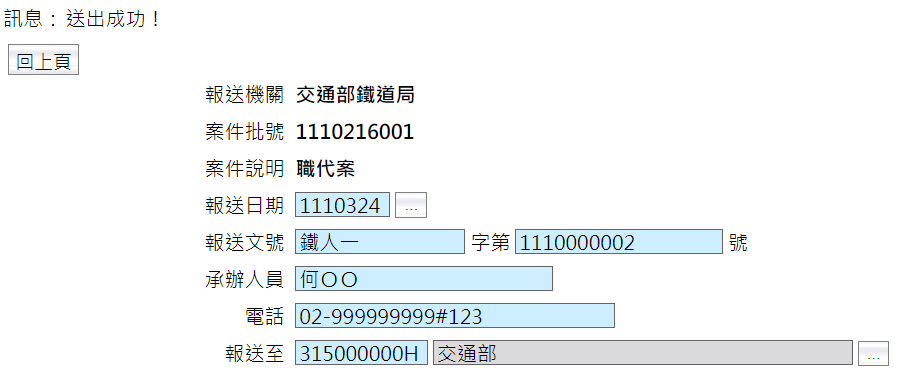 訊息：送出成功！
回上頁
報送機關 交通部鐵道局
案件批號 1110216001
案件說明 職代案
報送日期 1110324 ...
報送文號 鐵人一 字第 1110000002 號
承辦人員 何ＯＯ
電話 02-999999999#123
報送至 315000000H 交通部 ...